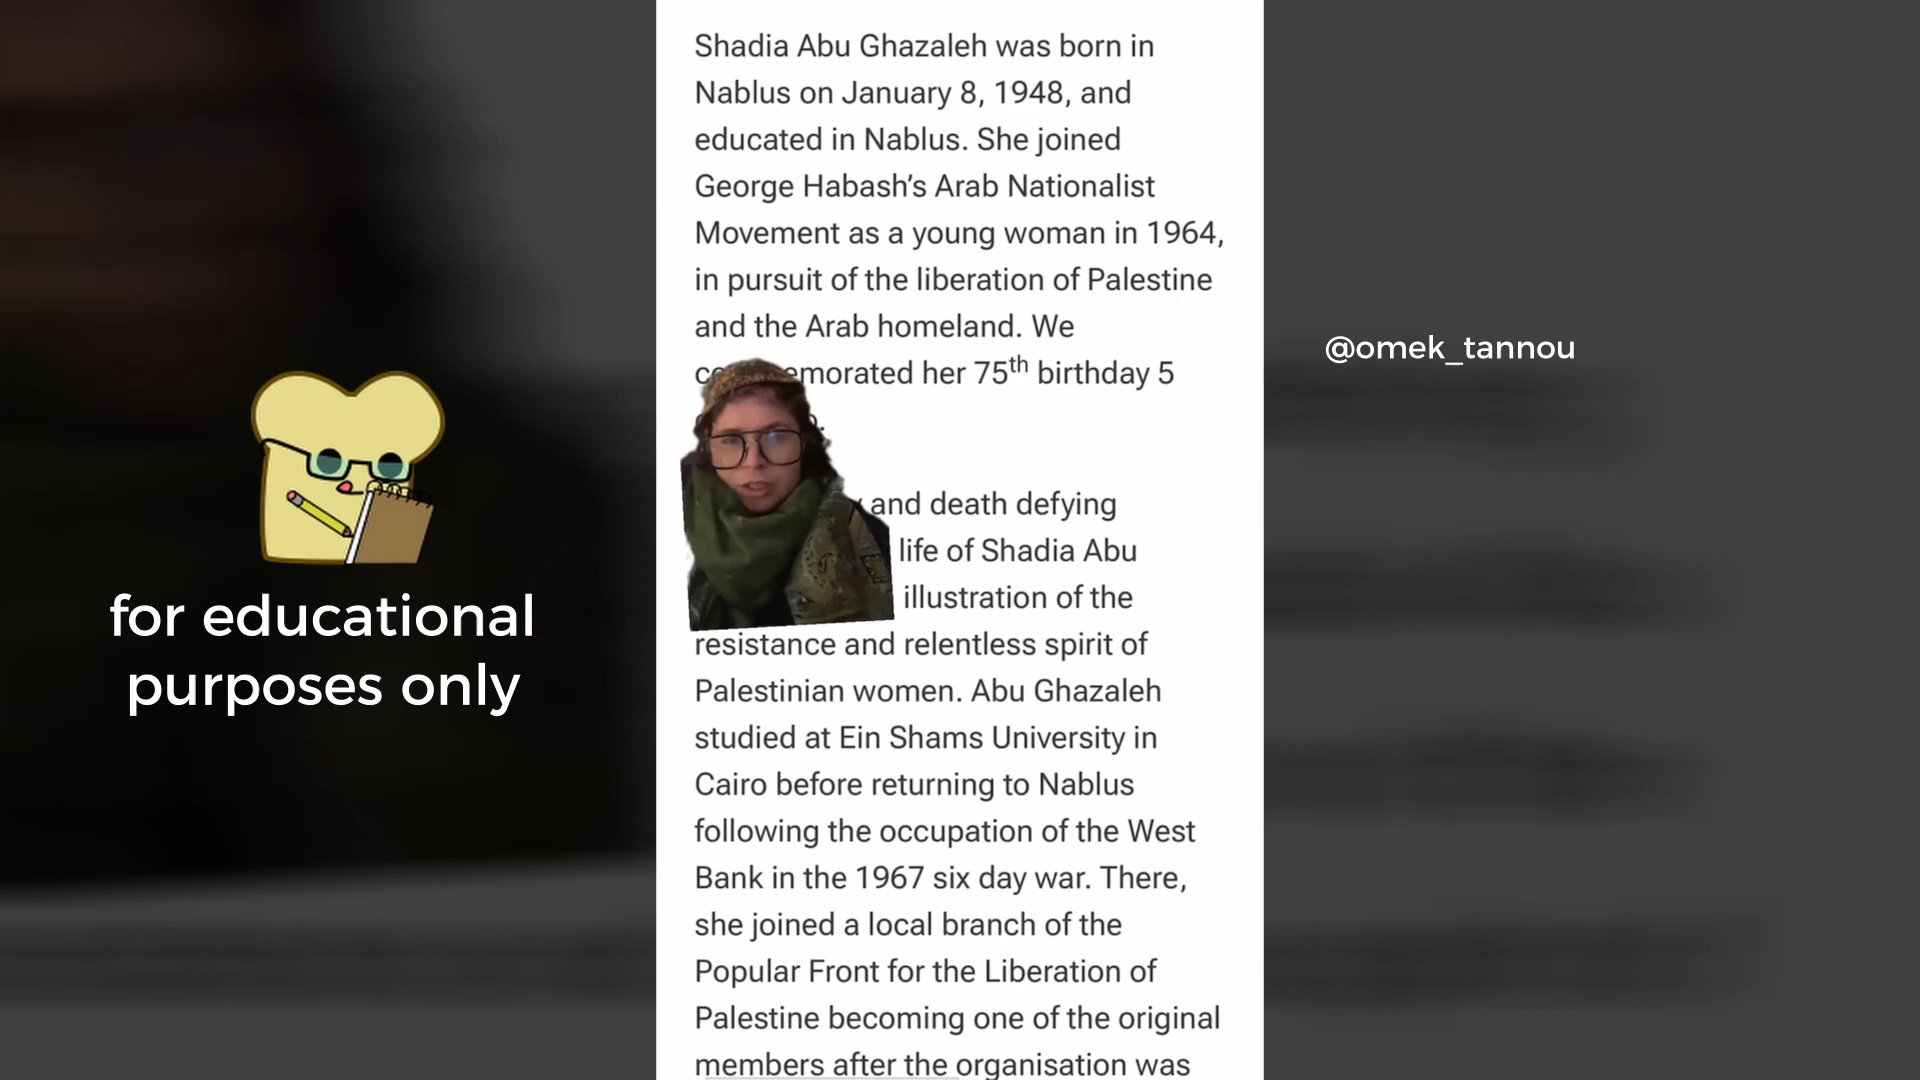 Shadia Abu Ghazaleh was born in
Nablus on January 8, 1948, and
educated in Nablus. She joined
George Habash’s Arab Nationalist
Movement as a young woman in 1964,
in pursuit of the liberation of Palestine
and the Arab homeland. We
emorated her 75th birthday 5
and death defying
life of Shadia Abu
illustration of the
resistance and relentless spirit of
Palestinian women. Abu Ghazaleh
studied at Ein Shams University in
Cairo before returning to Nablus
following the occupation of the West
Bank in the 1967 six day war. There,
she joined a local branch of the
Popular Front for the Liberation of
Palestine becoming one of the original
members after the organisation was
for educational
purposes only
@omek_tannou